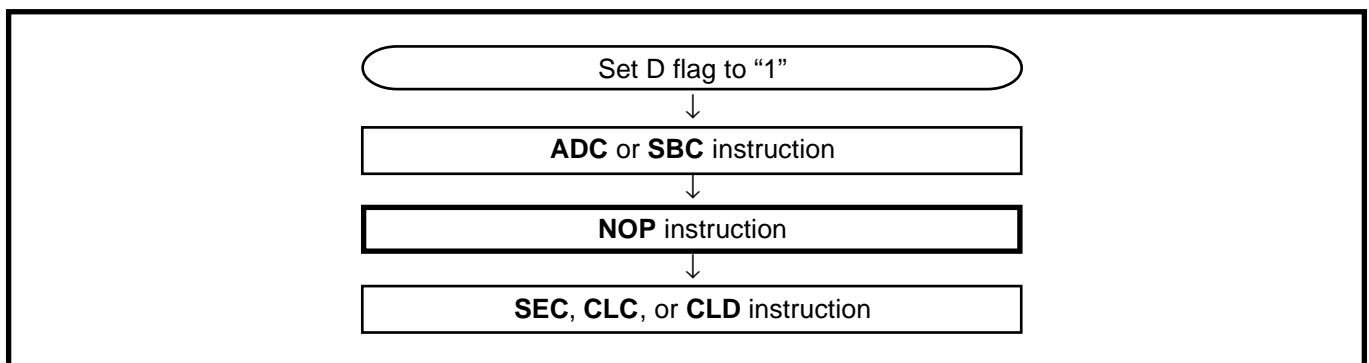 Set D flag to “1”
↓
ADC or SBC instruction
↓
NOP instruction
↓
SEC, CLC, or CLD instruction